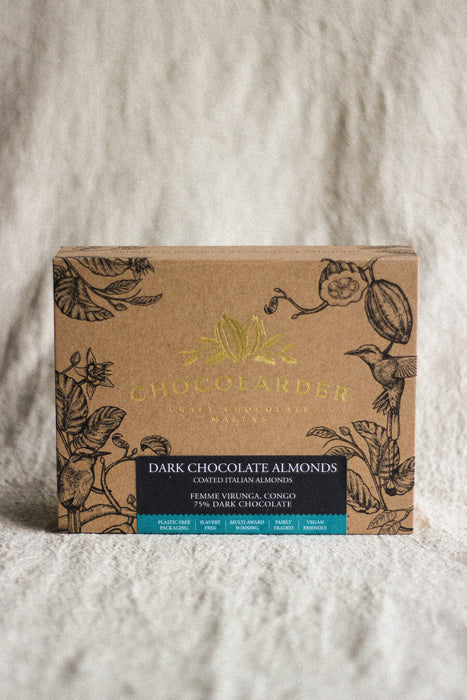 CHOCOLARDER
CRAFT CHOCOLATE
MAKERS
DARK CHOCOLATE ALMONDS
COATED ITALIAN ALMONDS
FEMME VIRUNGA, CONGO
75% DARK CHOCOLATE
PLASTIC FREE
PACKAGING
SLAVERY
FREE
MULTI AWARD
WINNING
FAIRLY
TRADED
VEGAN
FRIENDLY